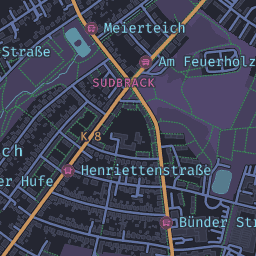 Meierteich
Straße
Am Feuerholz
SUDBRACK
K 8
ch
Henriettenstraße
er Hufe
Bünder Str